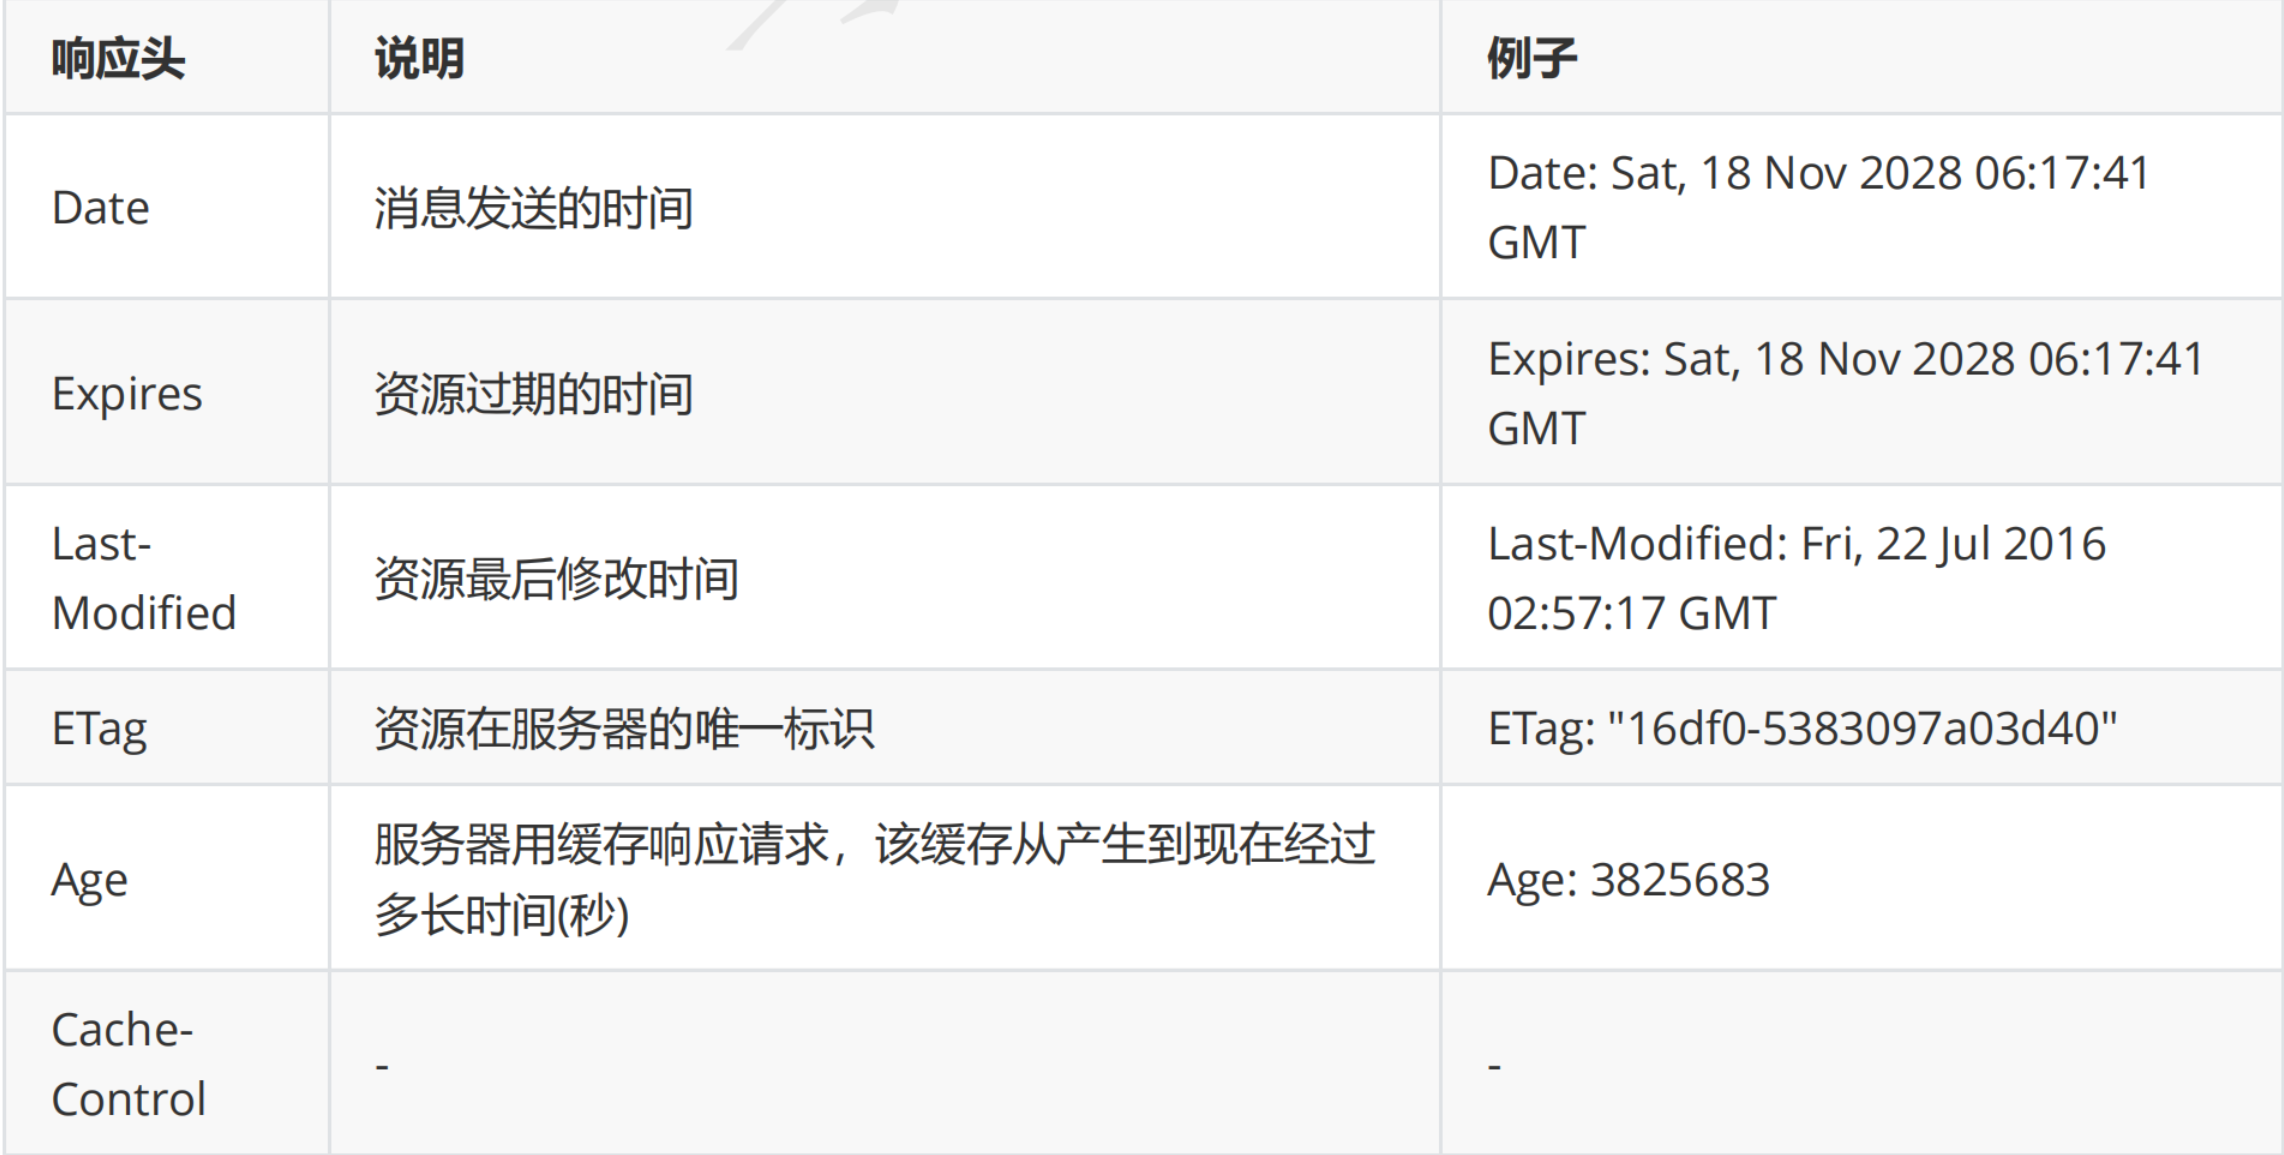 响应头 说明 例子
Date 消息发送的时间 Date: Sat, 18 Nov 2028 06:17:41
GMT
Expires 资源过期的时间 Expires: Sat, 18 Nov 2028 06:17:41
GMT
Last-
Modified 资源最后修改时间 Last-Modified: Fri, 22 Jul 2016
02:57:17 GMT
ETag 资源在服务器的唯一标识 ETag: "16df0-5383097a03d40"
Age 服务器用缓存响应请求，该缓存从产生到现在经过
多长时间(秒) Age: 3825683
Cache-
Control - -